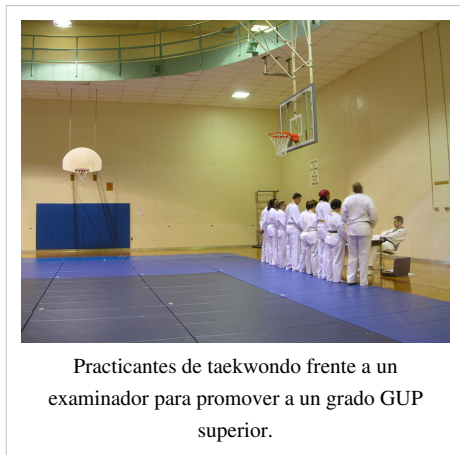 Practicantes de taekwondo frente a un
examinador para promover a un grado GUP
superior.